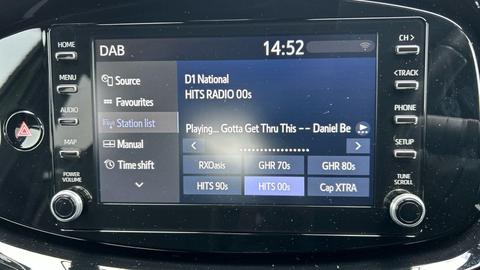 DAB
14:52
HOME
MENU
AUDIO
MAP
POWER
VOLUME
Source
Favourites
Station list
Manual
Time shift
D1 National
HITS RADIO 00s
Playing... Gotta Get Thru This -- Daniel Be
RXOasis
GHR 70s
GHR 80s
HITS 90s
HITS 00s
Cap XTRA
CH >
< TRACK
PHONE
SETUP
TUNE
SCROLL